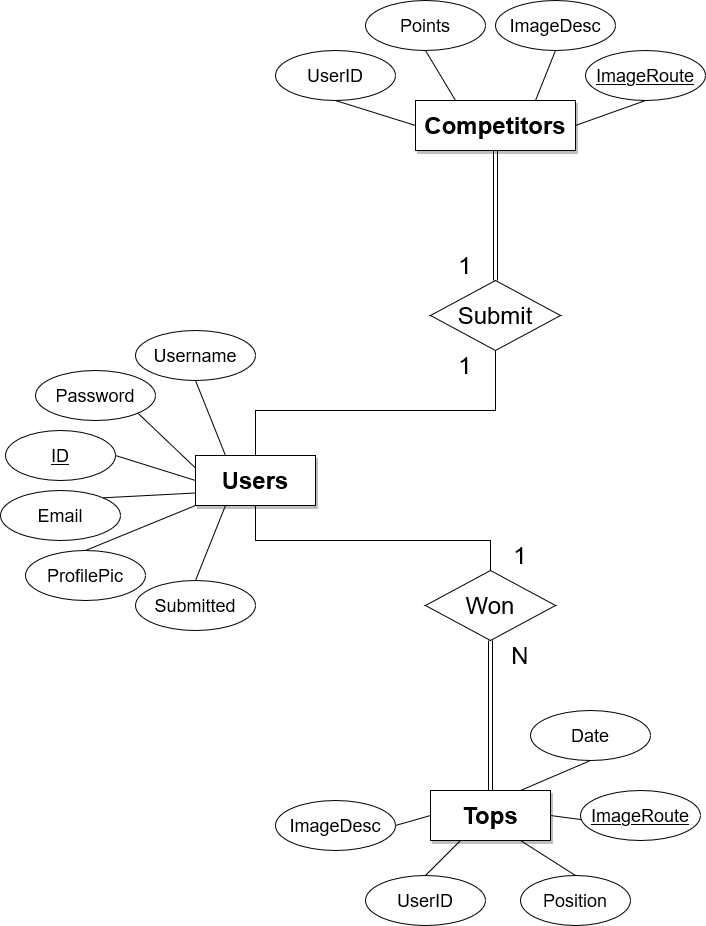 Points
ImageDesc
UserID
ImageRoute
Competitors
1
Submit
1
Username
Password
ID
Users
Email
ProfilePic
Submitted
1
Won
N
Date
Tops
ImageRoute
ImageDesc
UserID
Position